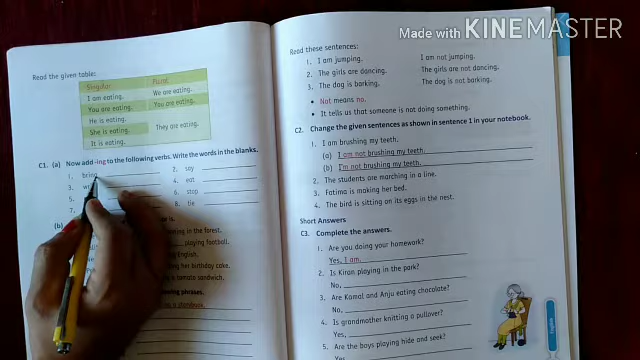 Made with KINEMASTER
Read the given table:
Singular Plural
I am eating. We are eating.
You are eating. You are eating.
He is eating.
She is eating. They are eating.
It is eating.
C1. (a) Now add -ing to the following verbs. Write the words in the blanks.
1. bring 2. say
3. 4. eat
5. 6. stop
7. 8. tie
(b)
in the forest.
playing football.
English.
her birthday cake.
a tomato sandwich.
phrases.
Read these sentences:
1. I am jumping. I am not jumping.
2. The girls are dancing. The girls are not dancing.
3. The dog is barking. The dog is not barking.
• Not means no.
• It tells us that someone is not doing something.
C2. Change the given sentences as shown in sentence 1 in your notebook.
1. I am brushing my teeth.
(a) I am not brushing my teeth.
(b) I'm not brushing my teeth.
2. The students are marching in a line.
3. Fatima is making her bed.
4. The bird is sitting on its eggs in the nest.
Short Answers
C3. Complete the answers.
1. Are you doing your homework?
Yes, I am.
2. Is Kiran playing in the park?
No,
3. Are Kamal and Anju eating chocolate?
No,
4. Is grandmother knitting a pullover?
Yes,
5. Are the boys playing hide and seek?
Yes
English